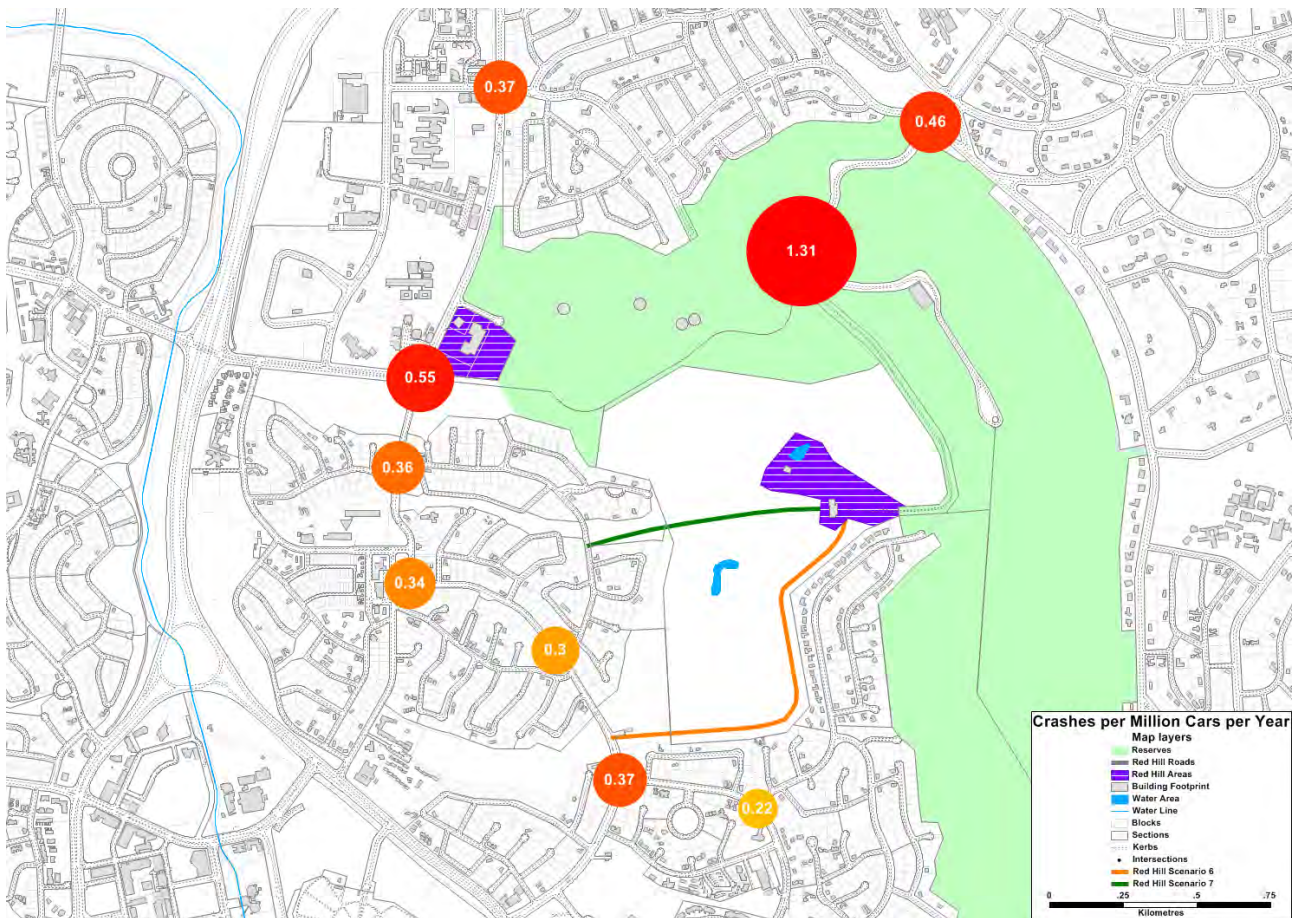 0.37
0.46
1.31
0.55
0.36
0.34
0.3
0.37
0.22
Crashes per Million Cars per Year
Map layers
Reserves
Red Hill Roads
Red Hill Areas
Building Footprint
Water Area
Water Line
Blocks
Sections
Kerbs
Intersections
Red Hill Scenario 6
Red Hill Scenario 7
0 .25 .5 .75
Kilometres